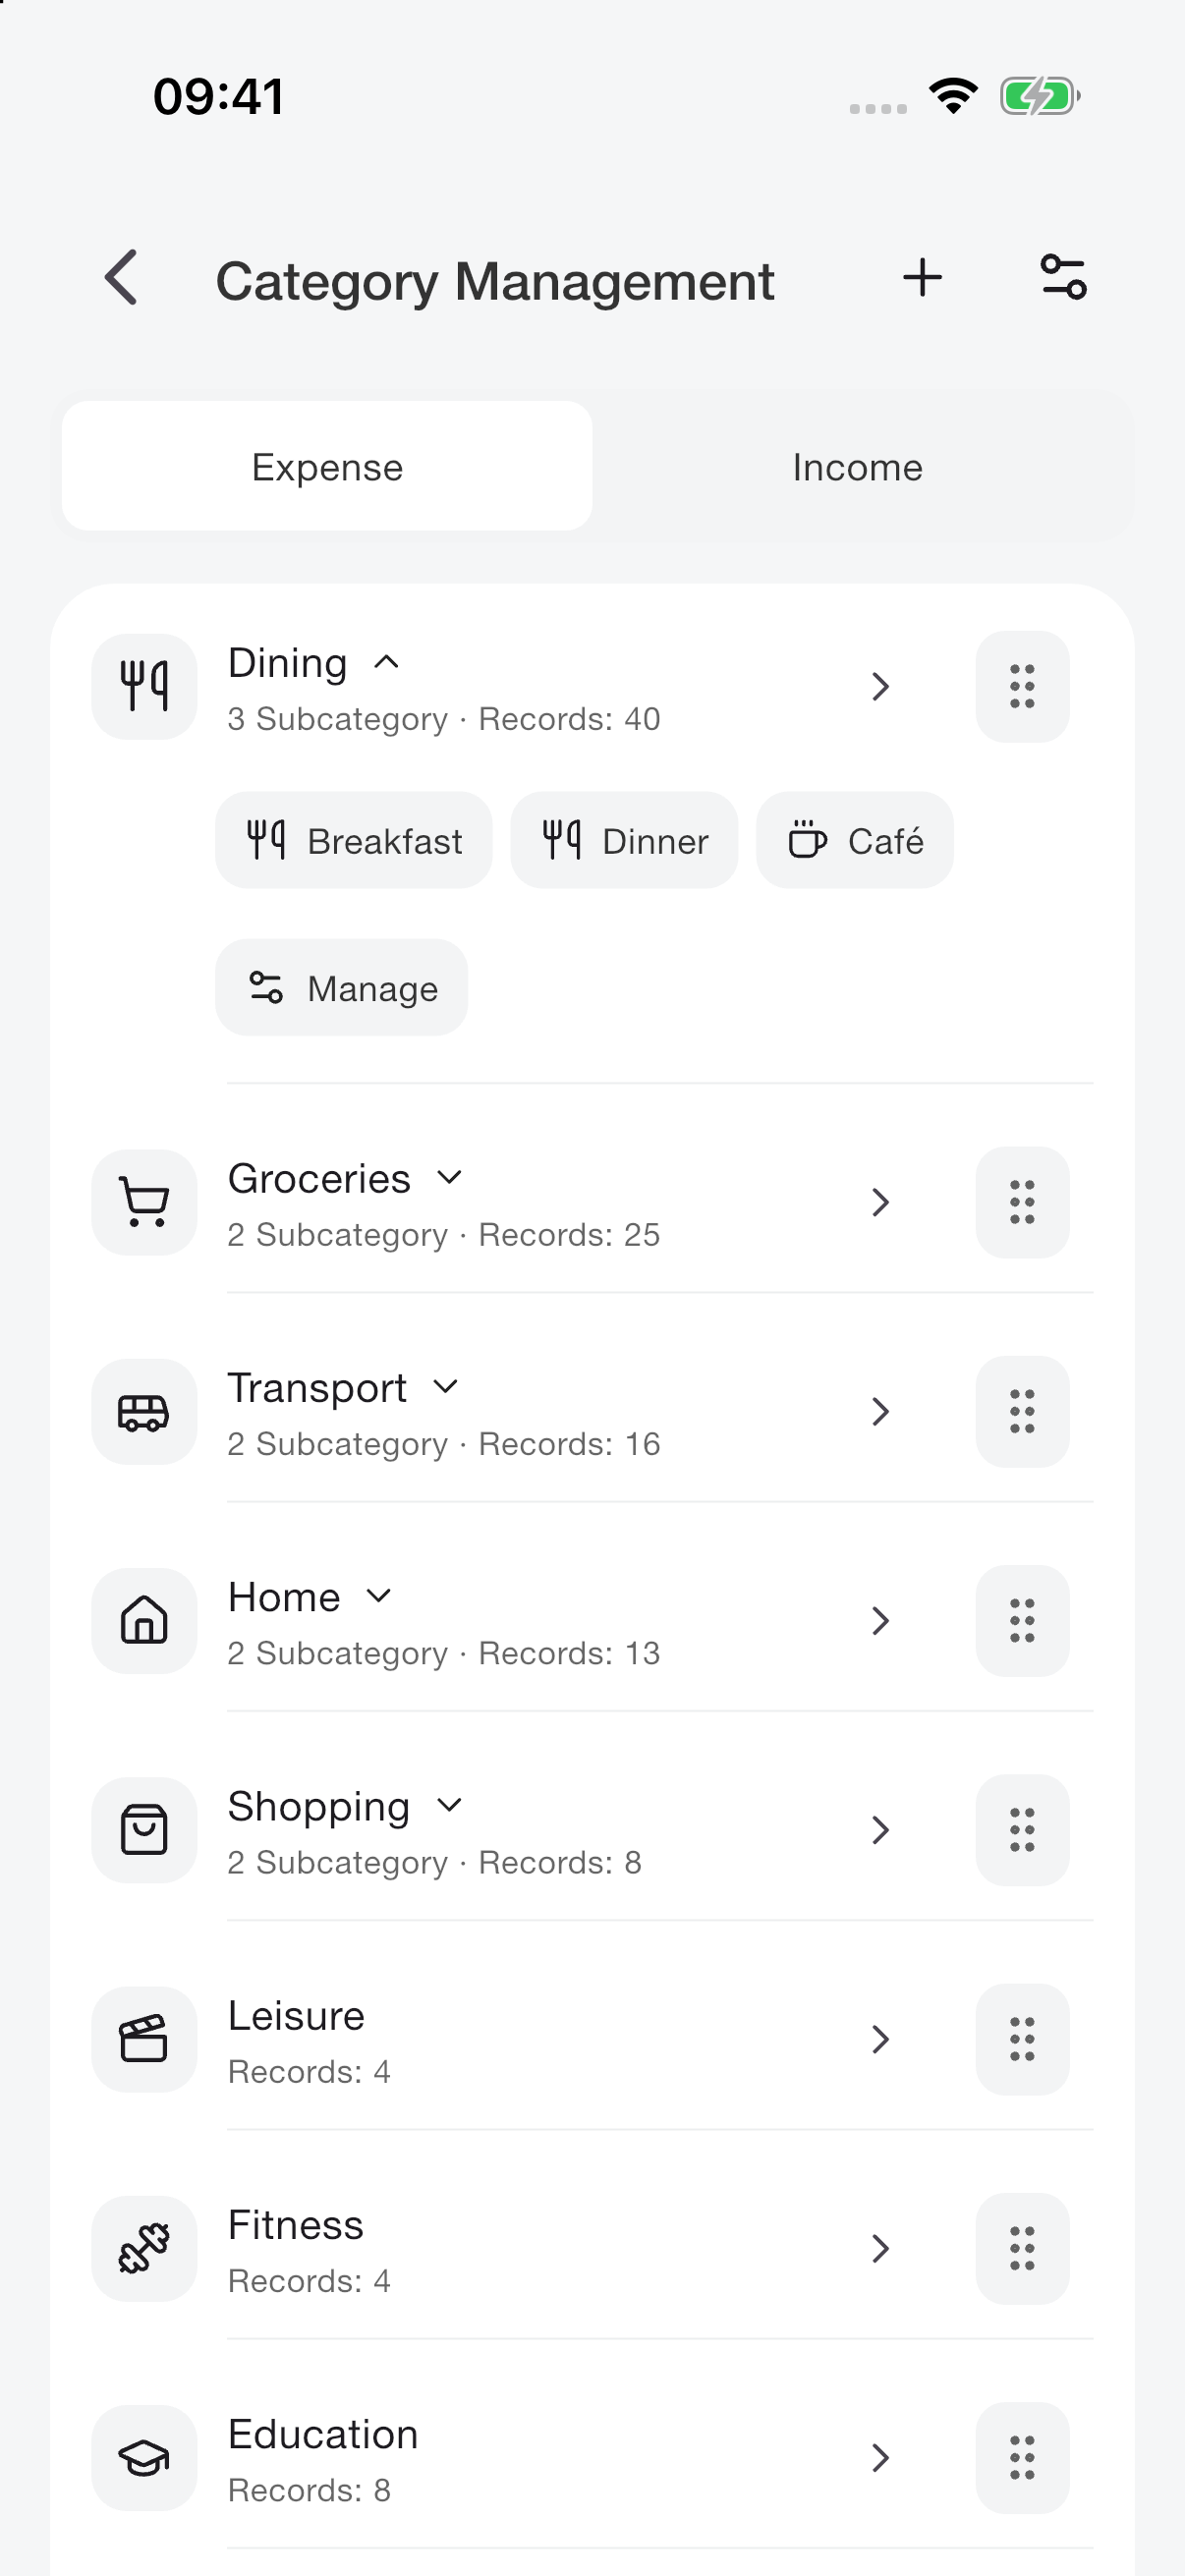 09:41
Category Management
Expense
Income
Dining
3 Subcategory · Records: 40
Breakfast
Dinner
Café
Manage
Groceries
2 Subcategory · Records: 25
Transport
2 Subcategory · Records: 16
Home
2 Subcategory · Records: 13
Shopping
2 Subcategory · Records: 8
Leisure
Records: 4
Fitness
Records: 4
Education
Records: 8